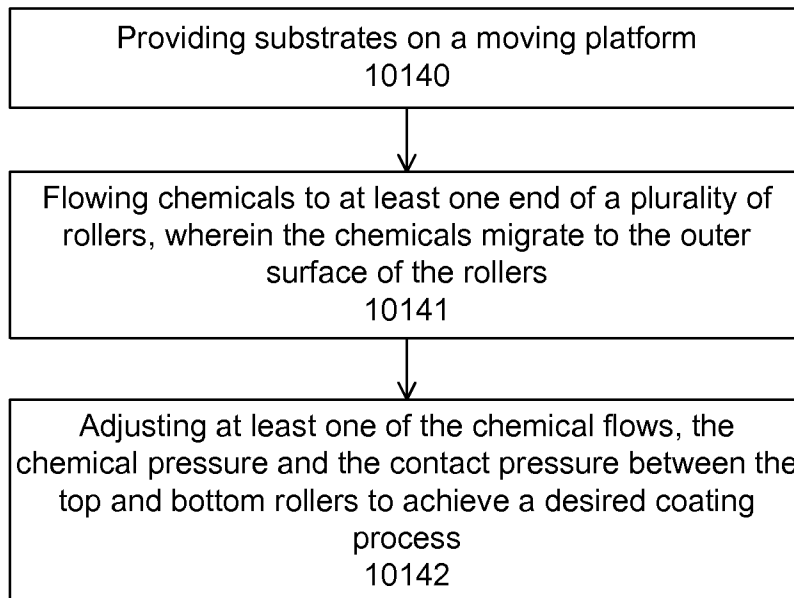 Providing substrates on a moving platform
10140
Flowing chemicals to at least one end of a plurality of
rollers, wherein the chemicals migrate to the outer
surface of the rollers
10141
Adjusting at least one of the chemical flows, the
chemical pressure and the contact pressure between the
top and bottom rollers to achieve a desired coating
process
10142